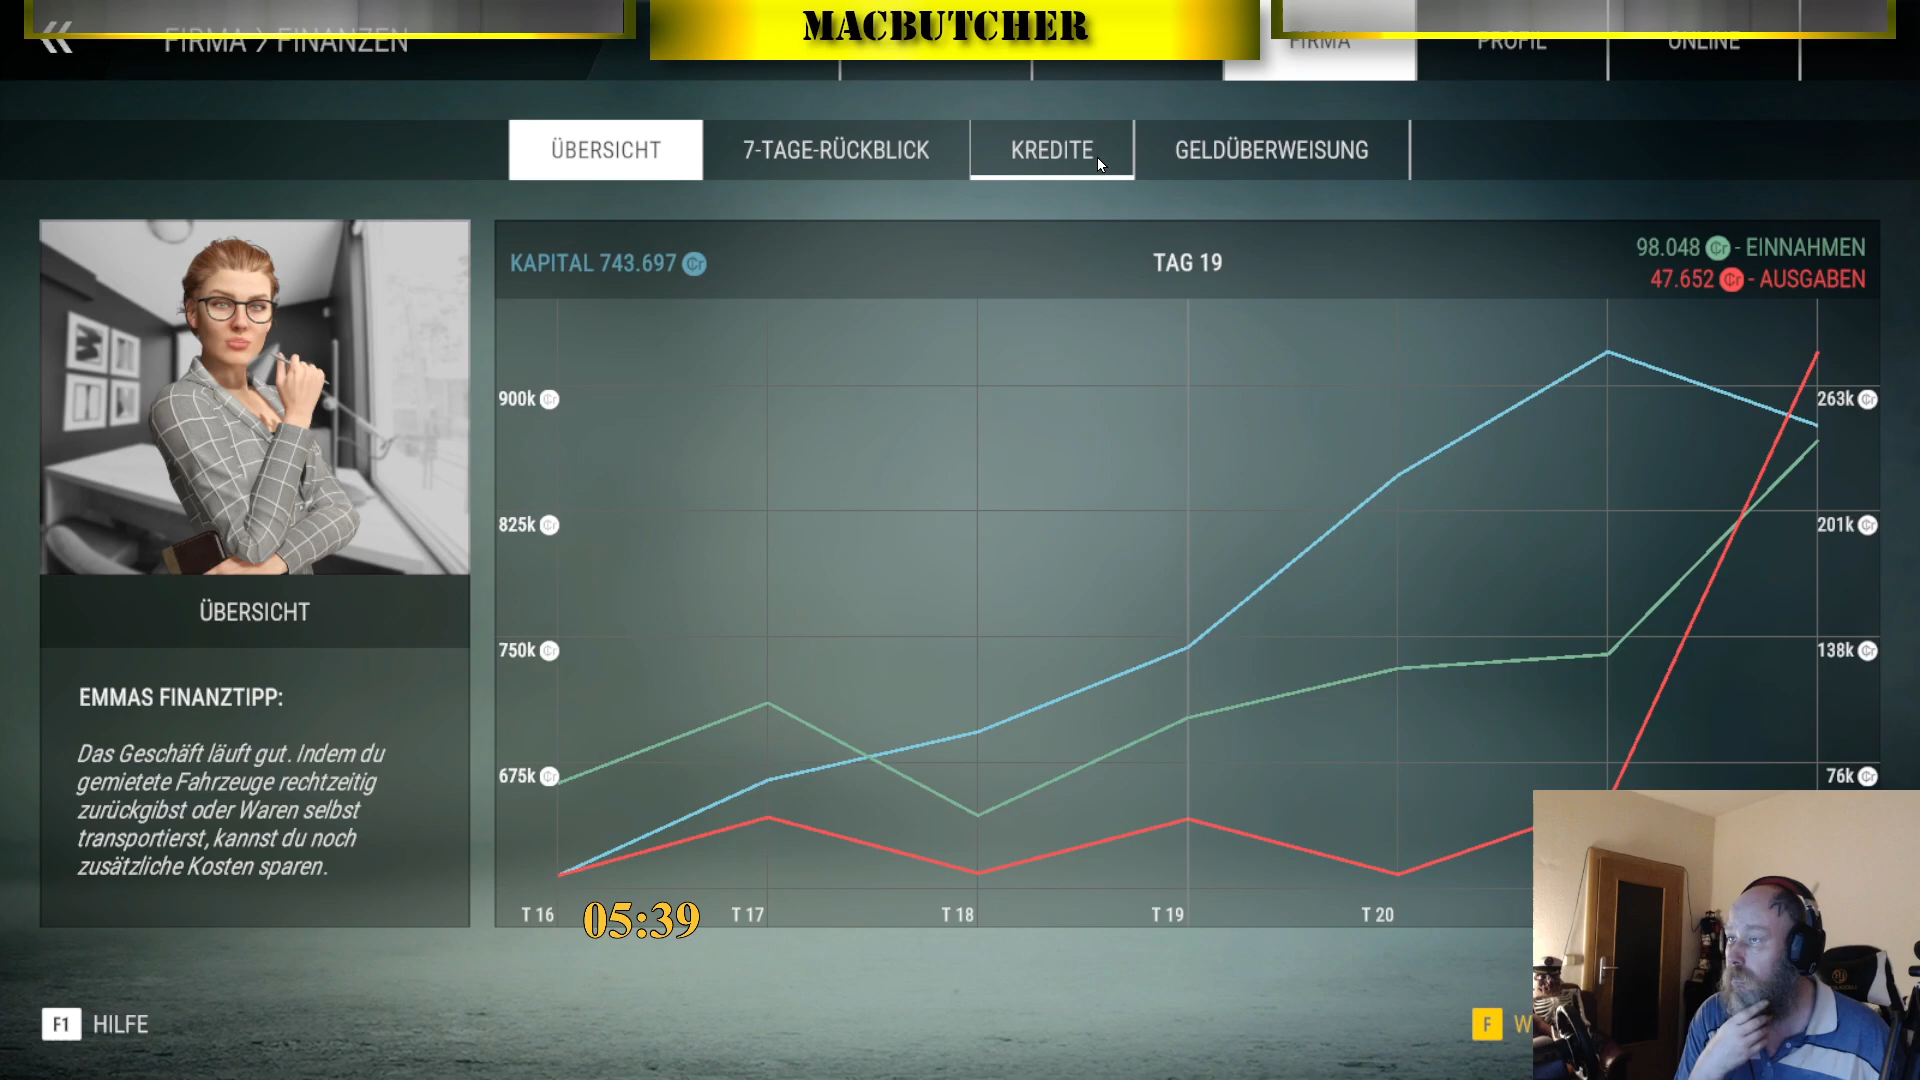 MACBUTCHER
FIRMA > FINANZEN
FIRMA
PROFIL
ONLINE
ÜBERSICHT
7-TAGE-RÜCKBLICK
KREDITE
GELDÜBERWEISUNG
KAPITAL 743.697
TAG 19
98.048 - EINNAHMEN
47.652 - AUSGABEN
900k
825k
750k
675k
263k
201k
138k
76k
T 16
T 17
T 18
T 19
T 20
05:39
ÜBERSICHT
EMMAS FINANZTIPP:
Das Geschäft läuft gut. Indem du
gemietete Fahrzeuge rechtzeitig
zurückgibst oder Waren selbst
transportierst, kannst du noch
zusätzliche Kosten sparen.
F1 HILFE
F